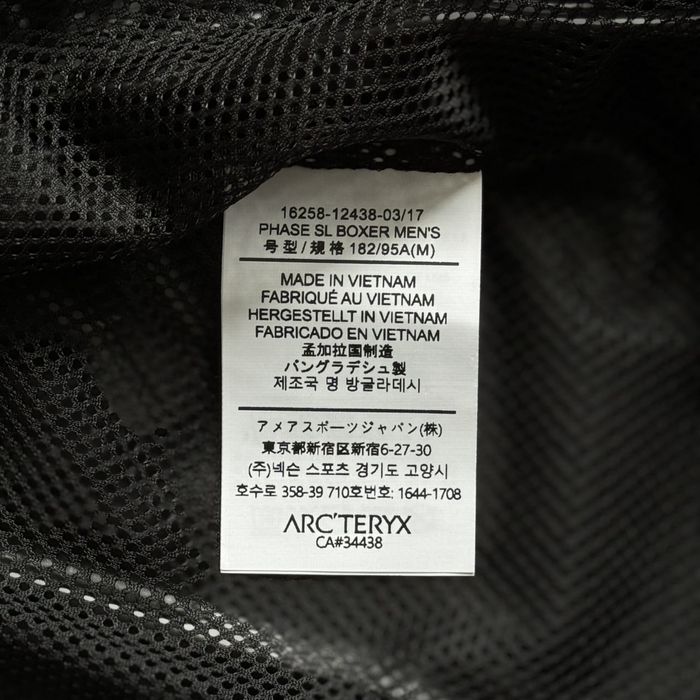 16258-12438-03/17
PHASE SL BOXER MEN'S
号型/规格 182/95A(M)
MADE IN VIETNAM
FABRIQUÉ AU VIETNAM
HERGESTELLT IN VIETNAM
FABRICADO EN VIETNAM
孟加拉国制造
バングラデシュ製
제조국 명 방글라데시
アメアスポーツジャパン(株)
東京都新宿区新宿6-27-30
(주)넥슨 스포츠 경기도 고양시
호수로 358-39 710호번호: 1644-1708
ARC'TERYX
CA#34438